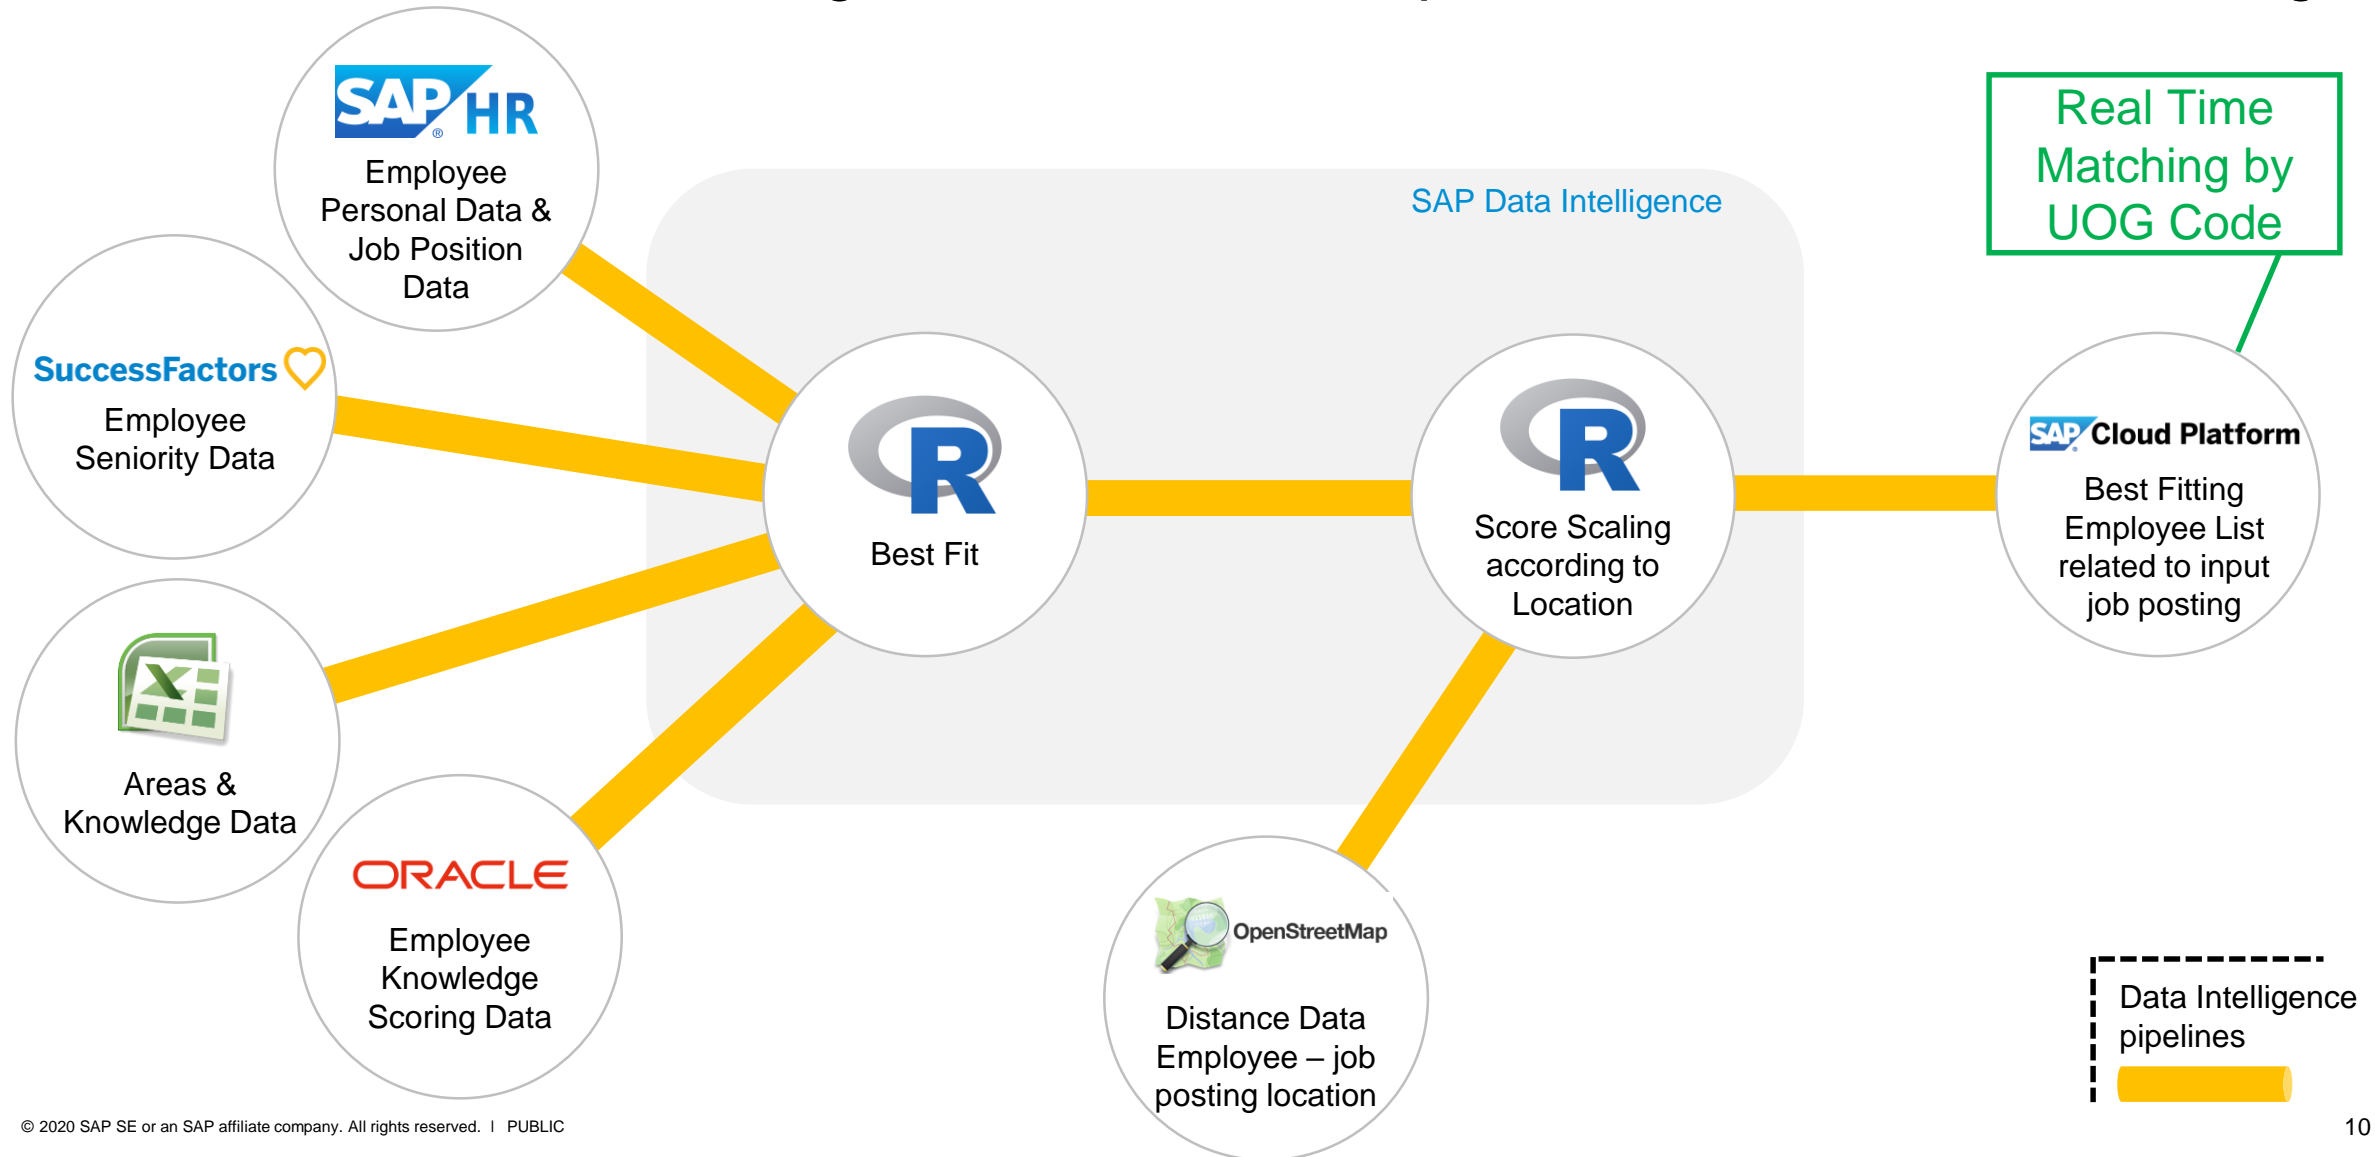 SAP HR
®
Employee
Personal Data &
Job Position
Data
SuccessFactors
Employee
Seniority Data
Areas &
Knowledge Data
ORACLE
Employee
Knowledge
Scoring Data
SAP Data Intelligence
R
Best Fit
R
Score Scaling
according to
Location
OpenStreetMap
Distance Data
Employee – job
posting location
Real Time
Matching by
UOG Code
SAP Cloud Platform
Best Fitting
Employee List
related to input
job posting
Data Intelligence
pipelines
© 2020 SAP SE or an SAP affiliate company. All rights reserved. ǀ PUBLIC
10